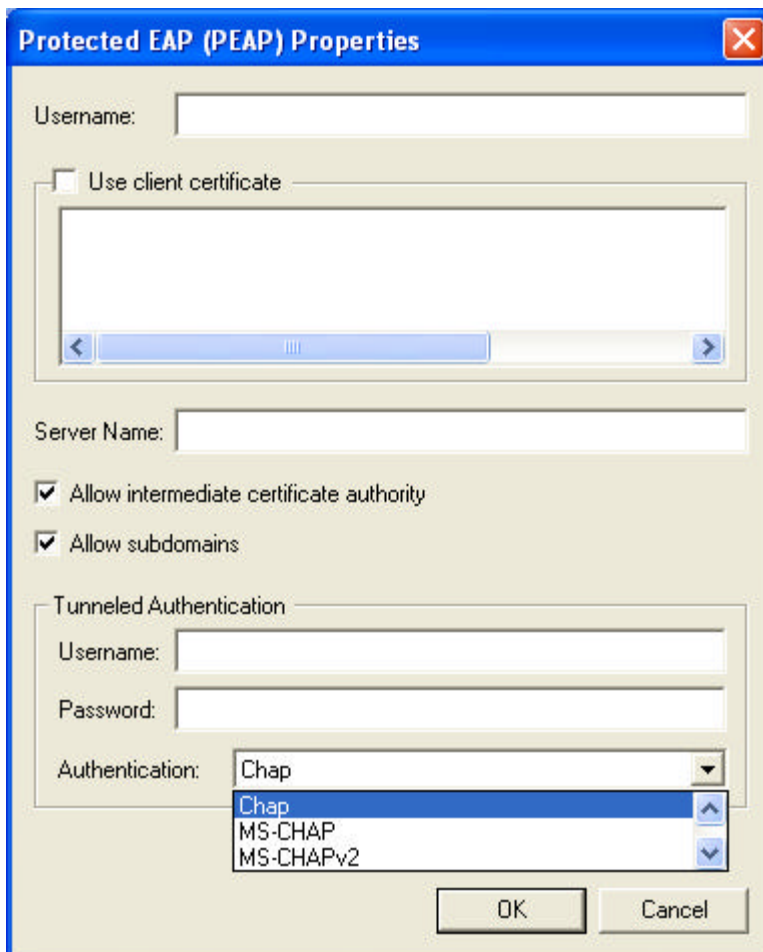 Protected EAP (PEAP) Properties
Username:
Use client certificate
Server Name:
Allow intermediate certificate authority
Allow subdomains
Tunneled Authentication
Username:
Password:
Authentication: Chap
Chap
MS-CHAP
MS-CHAPv2
OK Cancel